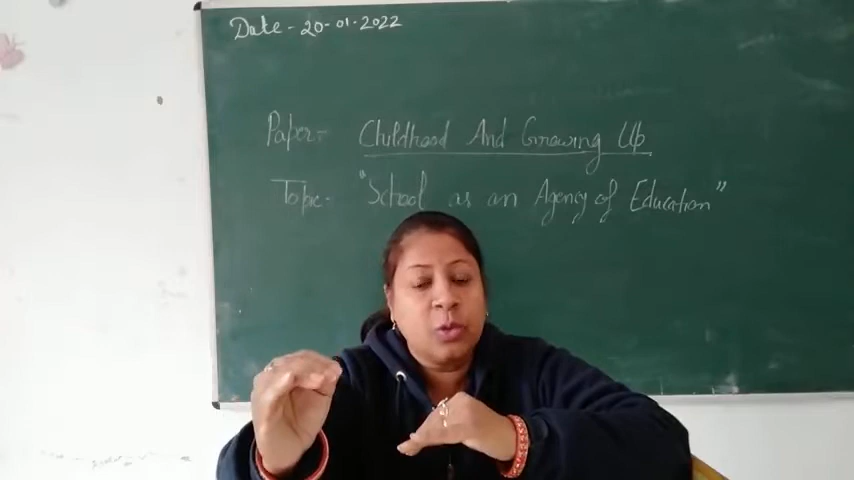 Date - 20-01-2022
Paper:- Childhood And Growing Up
Topic- "School as an Agency of Education"